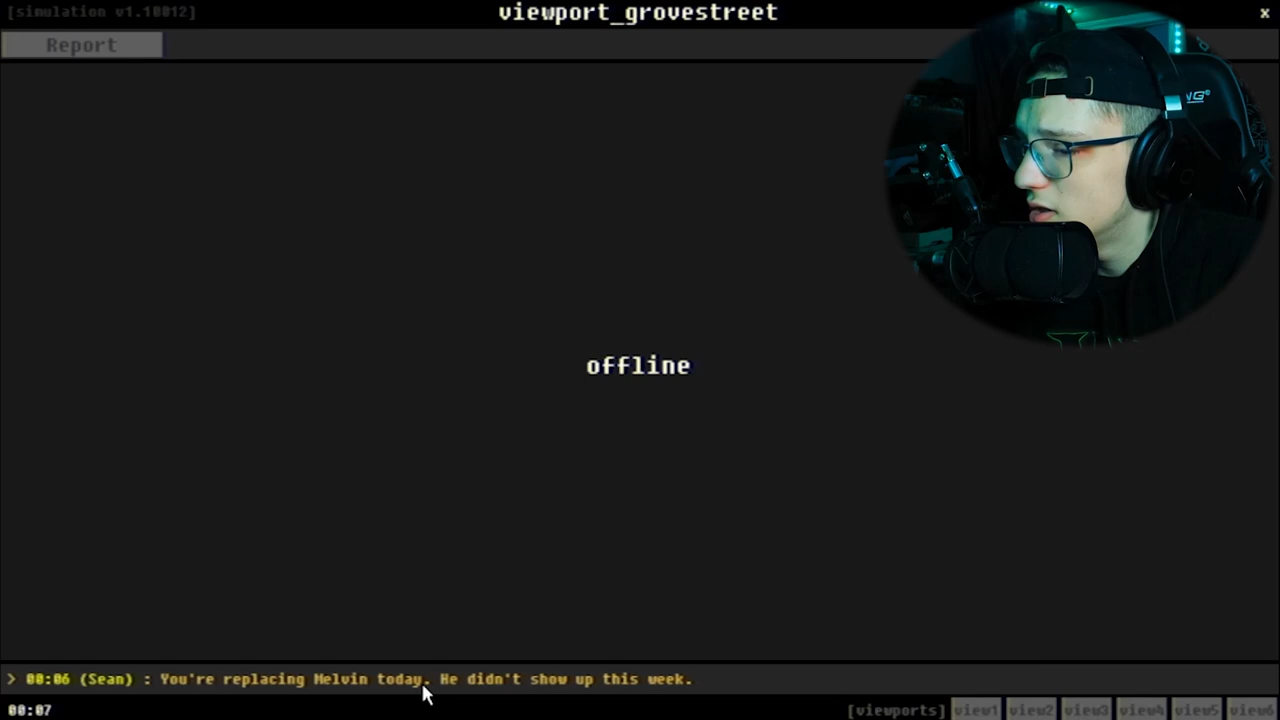 [simulation v1.10012]
viewport_grovestreet
x
Report
offline
> 00:06 (Sean) : You're replacing Melvin today. He didn't show up this week.
00:07
[viewports] view1 view2 view3 view4 view5 view6